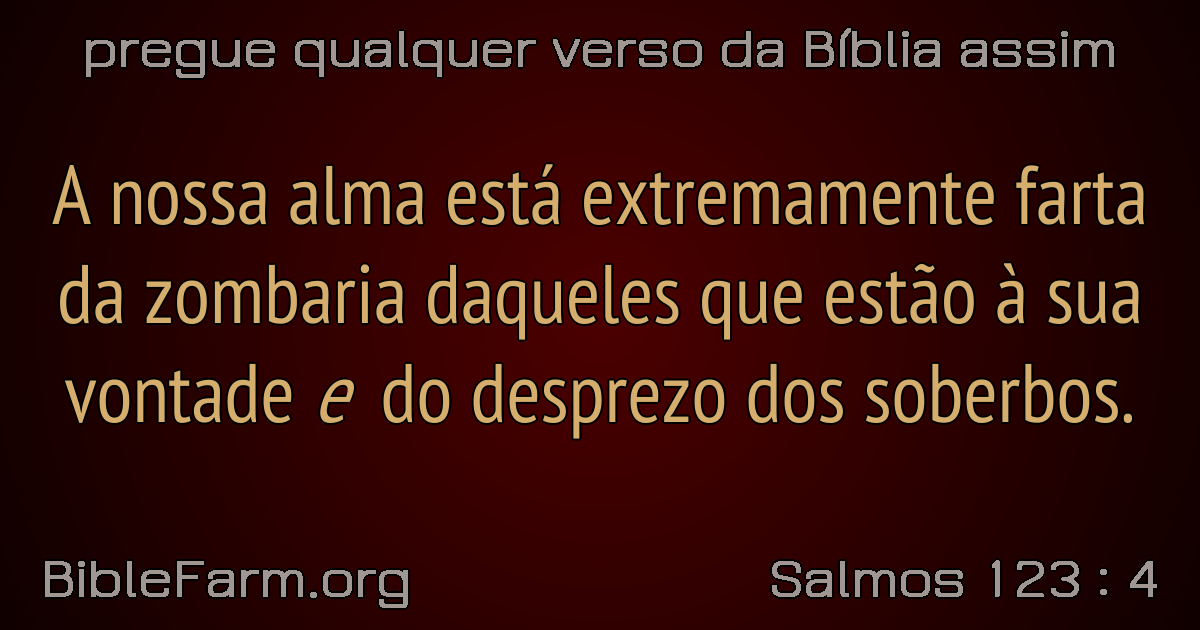 pregue qualquer verso da Bíblia assim
A nossa alma está extremamente farta
da zombaria daqueles que estão à sua
vontade e do desprezo dos soberbos.
BibleFarm.org
Salmos 123 : 4